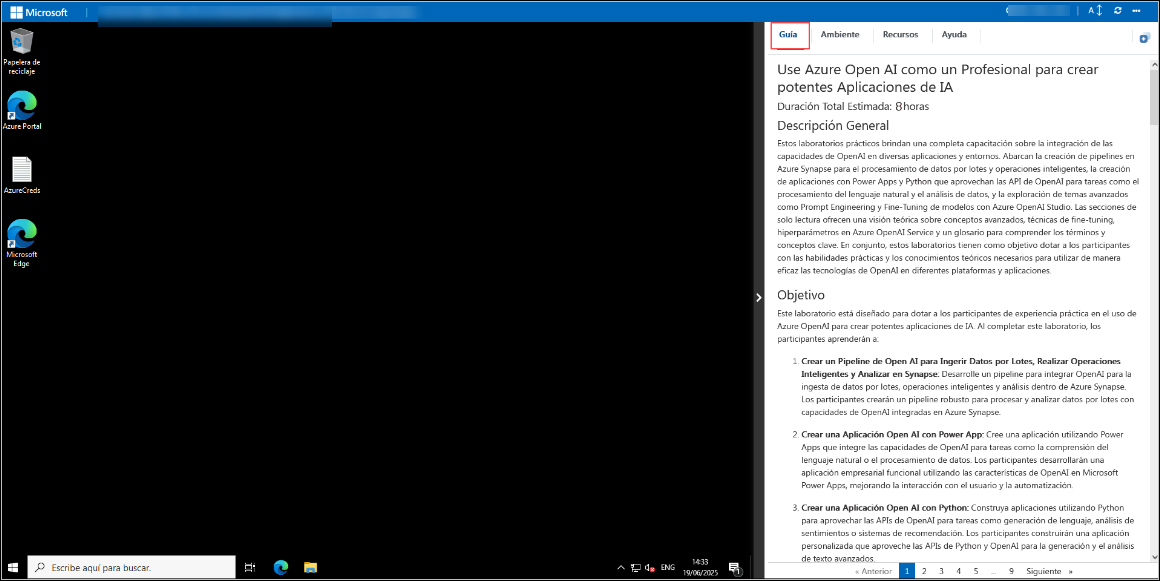 Microsoft
A
Papelera de
reciclaje
Azure Portal
AzureCreds
Microsoft
Edge
Guía
Ambiente
Recursos
Ayuda
Use Azure Open AI como un Profesional para crear
potentes Aplicaciones de IA
Duración Total Estimada: 8 horas
Descripción General
Estos laboratorios prácticos brindan una completa capacitación sobre la integración de las
capacidades de OpenAI en diversas aplicaciones y entornos. Abarcan la creación de pipelines en
Azure Synapse para el procesamiento de datos por lotes y operaciones inteligentes, la creación
de aplicaciones con Power Apps y Python que aprovechan las API de OpenAI para tareas como el
procesamiento del lenguaje natural y el análisis de datos, y la exploración de temas avanzados
como Prompt Engineering y Fine-Tuning de modelos con Azure OpenAI Studio. Las secciones de
solo lectura ofrecen una visión teórica sobre conceptos avanzados, técnicas de fine-tuning,
hiperparámetros en Azure OpenAI Service y un glosario para comprender los términos y
conceptos clave. En conjunto, estos laboratorios tienen como objetivo dotar a los participantes
con las habilidades prácticas y los conocimientos teóricos necesarios para utilizar de manera
eficaz las tecnologías de OpenAI en diferentes plataformas y aplicaciones.
Objetivo
Este laboratorio está diseñado para dotar a los participantes de experiencia práctica en el uso de
Azure OpenAI para crear potentes aplicaciones de IA. Al completar este laboratorio, los
participantes aprenderán a:
1. Crear un Pipeline de Open AI para Ingerir Datos por Lotes, Realizar Operaciones
Inteligentes y Analizar en Synapse: Desarrolle un pipeline para integrar OpenAI para la
ingesta de datos por lotes, operaciones inteligentes y análisis dentro de Azure Synapse.
Los participantes crearán un pipeline robusto para procesar y analizar datos por lotes con
capacidades de OpenAI integradas en Azure Synapse.
2. Crear una Aplicación Open AI con Power App: Cree una aplicación utilizando Power
Apps que integre las capacidades de OpenAI para tareas como la comprensión del
lenguaje natural o el procesamiento de datos. Los participantes desarrollarán una
aplicación empresarial funcional utilizando las características de OpenAI en Microsoft
Power Apps, mejorando la interacción con el usuario y la automatización.
3. Crear una Aplicación Open AI con Python: Construya aplicaciones utilizando Python
para aprovechar las APIs de OpenAI para tareas como generación de lenguaje, análisis de
sentimientos o sistemas de recomendación. Los participantes construirán una aplicación
personalizada que aproveche las APIs de Python y OpenAI para la generación y el análisis
de texto avanzados.
« Anterior 1 2 3 4 5 ... 9 Siguiente »
Escribe aquí para buscar.
ENG
14:33
19/06/2025
1